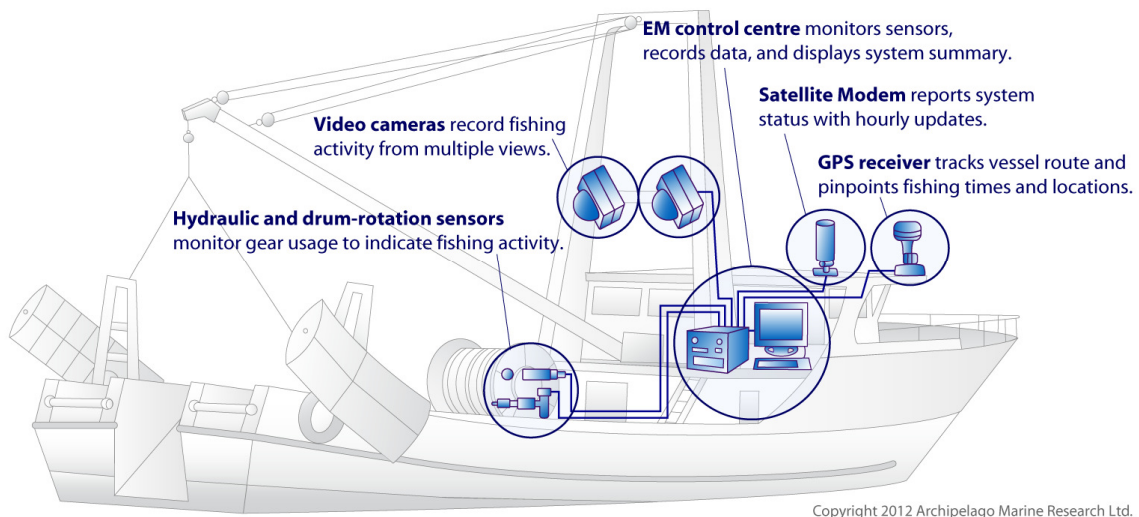 EM control centre monitors sensors,
records data, and displays system summary.
Satellite Modem reports system
status with hourly updates.
Video cameras record fishing
activity from multiple views.
GPS receiver tracks vessel route and
pinpoints fishing times and locations.
Hydraulic and drum-rotation sensors
monitor gear usage to indicate fishing activity.
Copyright 2012 Archipelago Marine Research Ltd.